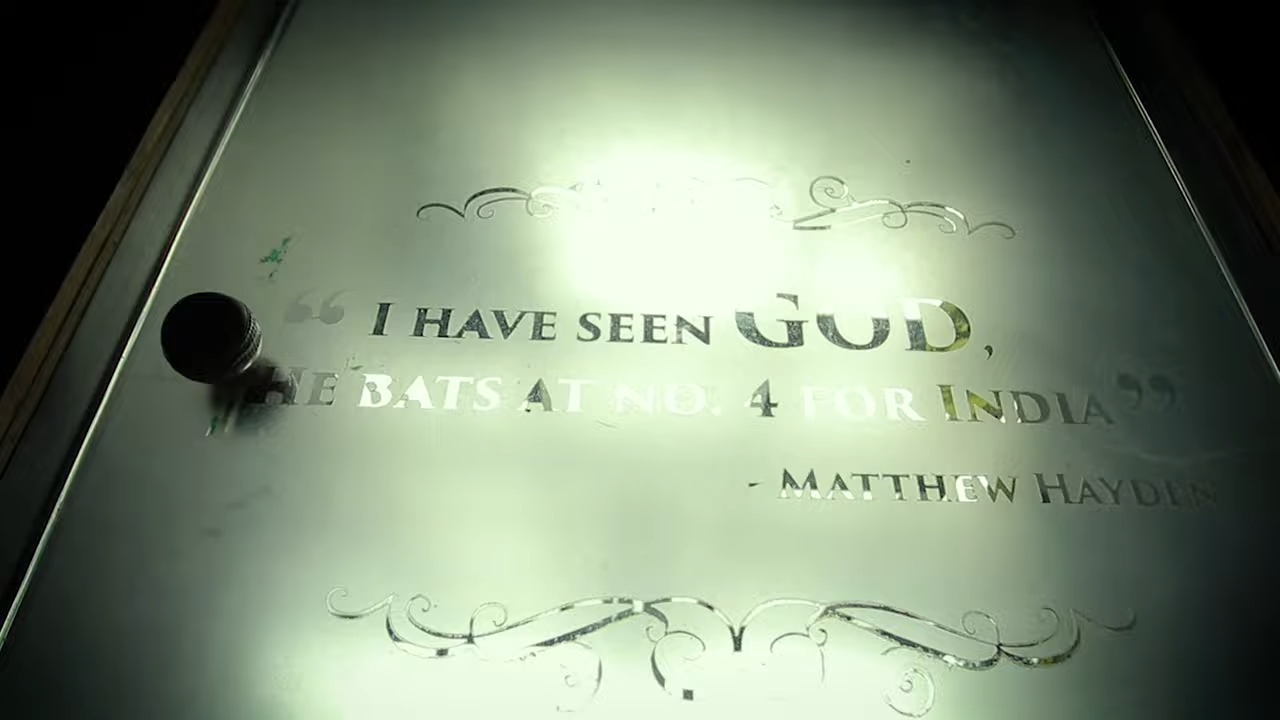 “ I HAVE SEEN GOD,
HE BATS AT NO. 4 FOR INDIA ”
- MATTHEW HAYDEN